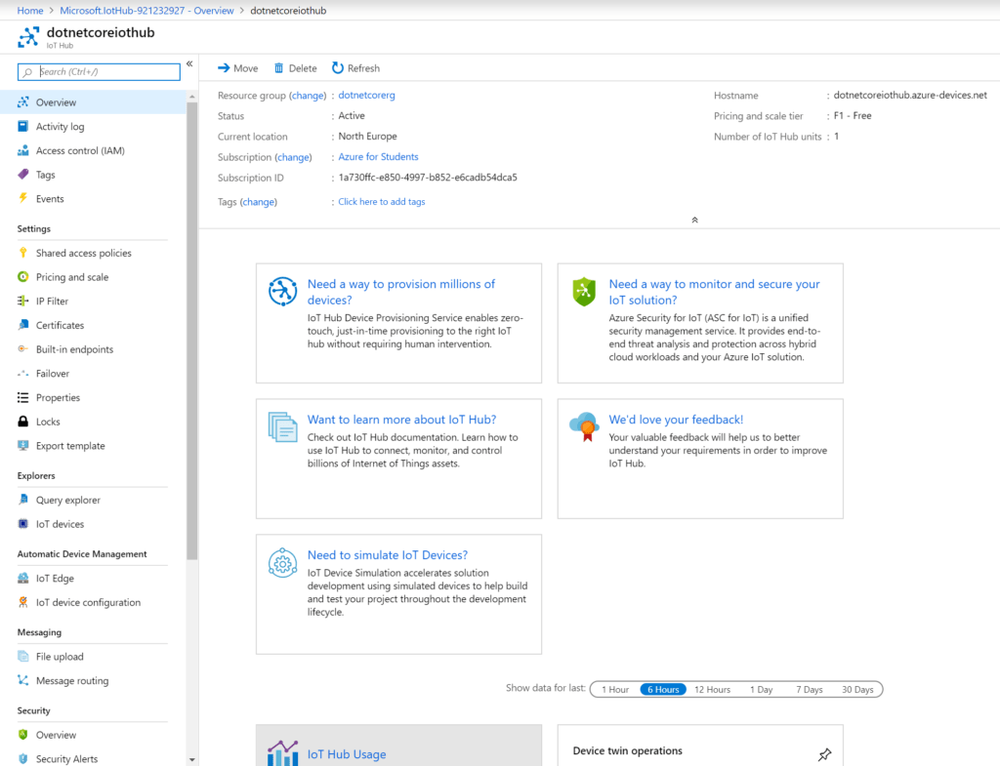 Home > Microsoft.IotHub-921232927 - Overview > dotnetcoreiothub
dotnetcoreiothub
IoT Hub
Search (Ctrl+/)
«
Overview
Activity log
Access control (IAM)
Tags
Events
Settings
Shared access policies
Pricing and scale
IP Filter
Certificates
Built-in endpoints
Failover
Properties
Locks
Export template
Explorers
Query explorer
IoT devices
Automatic Device Management
IoT Edge
IoT device configuration
Messaging
File upload
Message routing
Security
Overview
Security Alerts
Move Delete Refresh
Resource group (change) : dotnetcorerg
Status : Active
Current location : North Europe
Subscription (change) : Azure for Students
Subscription ID : 1a730ffc-e850-4997-b852-e6cadb54dca5
Tags (change) : Click here to add tags
Hostname : dotnetcoreiothub.azure-devices.net
Pricing and scale tier : F1 - Free
Number of IoT Hub units : 1
Need a way to provision millions of
devices?
IoT Hub Device Provisioning Service enables zero-
touch, just-in-time provisioning to the right IoT
hub without requiring human intervention.
Need a way to monitor and secure your
IoT solution?
Azure Security for IoT (ASC for IoT) is a unified
security management service. It provides end-to-
end threat analysis and protection across hybrid
cloud workloads and your Azure IoT solution.
Want to learn more about IoT Hub?
Check out IoT Hub documentation. Learn how to
use IoT Hub to connect, monitor, and control
billions of Internet of Things assets.
We'd love your feedback!
Your valuable feedback will help us to better
understand your requirements in order to improve
IoT Hub.
Need to simulate IoT Devices?
IoT Device Simulation accelerates solution
development using simulated devices to help build
and test your project throughout the development
lifecycle.
Show data for last: 1 Hour 6 Hours 12 Hours 1 Day 7 Days 30 Days
IoT Hub Usage
Device twin operations